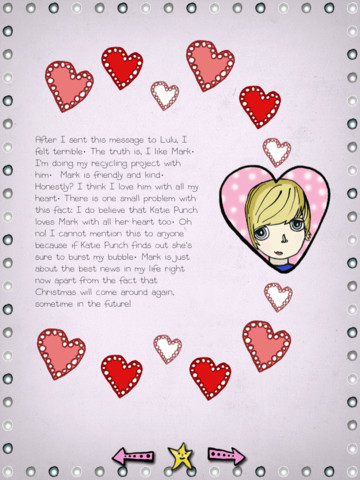 After I sent this message to Lulu, I
felt terrible. The truth is, I like Mark.
I'm doing my recycling project with
him. Mark is friendly and kind.
Honestly? I think I love him with all my
heart. There is one small problem with
this fact: I do believe that Katie Punch
loves Mark with all her heart too. Oh
no! I cannot mention this to anyone
because if Katie Punch finds out she's
sure to burst my bubble. Mark is just
about the best news in my life right
now apart from the fact that
Christmas will come around again,
sometime in the future!